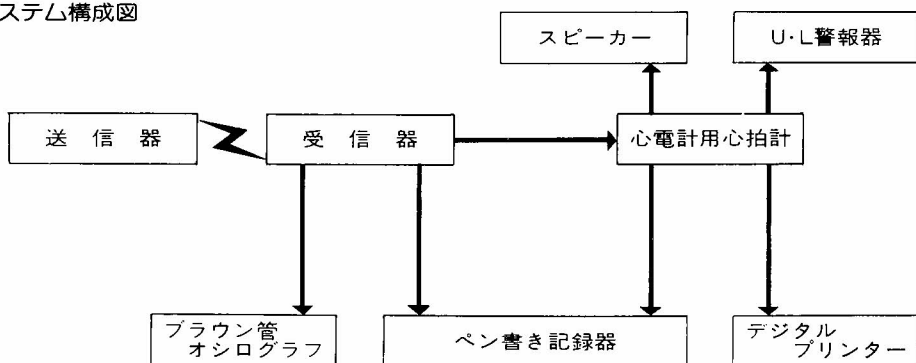 ステム構成図
スピーカー
U・L警報器
送信器
受信器
心電計用心拍計
ブラウン管
オシログラフ
ペン書き記録器
デジタル
プリンター